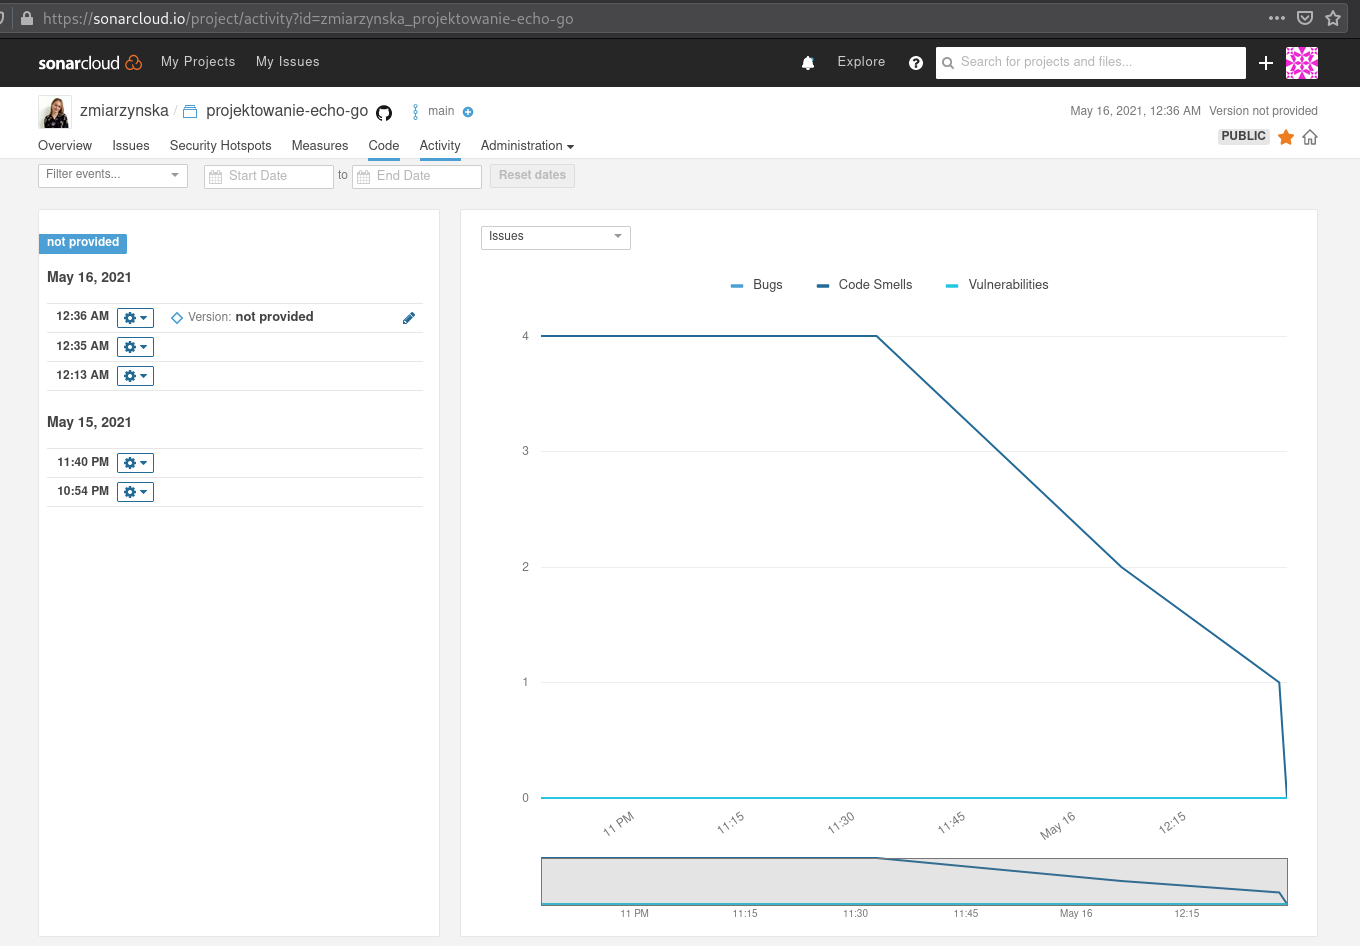 https://sonarcloud.io/project/activity?id=zmiarzynska_projektowanie-echo-go
sonarcloud My Projects My Issues Explore Search for projects and files...
zmiarzynska / projektowanie-echo-go main May 16, 2021, 12:36 AM Version not provided
PUBLIC
Overview Issues Security Hotspots Measures Code Activity Administration
Filter events... Start Date to End Date Reset dates
not provided
May 16, 2021
12:36 AM Version: not provided
12:35 AM
12:13 AM
May 15, 2021
11:40 PM
10:54 PM
Issues
Bugs Code Smells Vulnerabilities
4
3
2
1
0
11 PM 11:15 11:30 11:45 May 16 12:15
11 PM 11:15 11:30 11:45 May 16 12:15